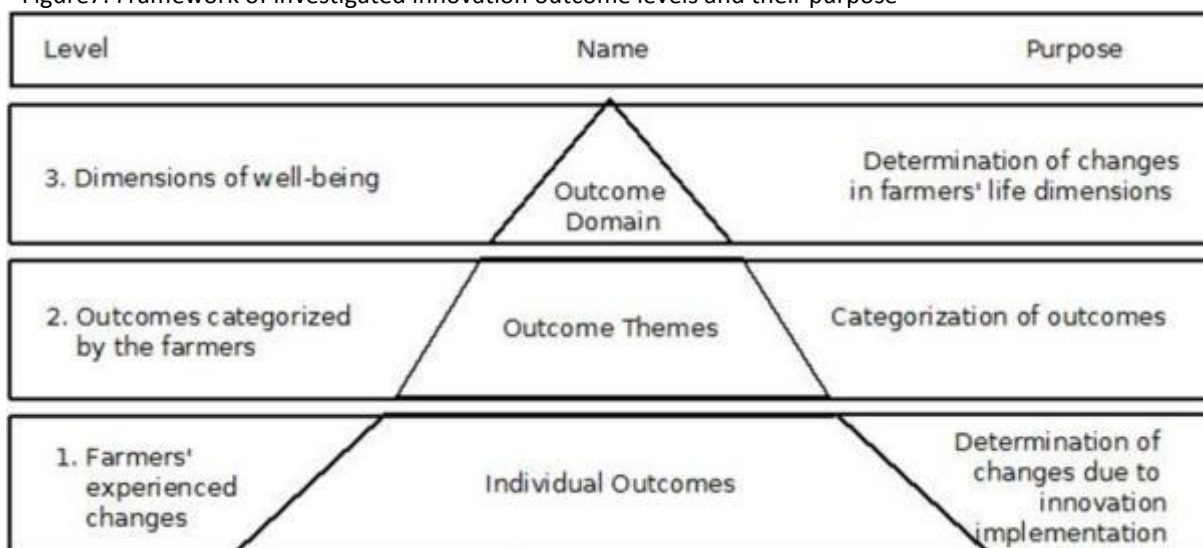 Figure7: Framework of investigated innovation outcome levels and their purpose
Level Name Purpose
3. Dimensions of well-being
Outcome
Domain
Determination of changes
in farmers' life dimensions
2. Outcomes categorized
by the farmers
Outcome Themes
Categorization of outcomes
1. Farmers'
experienced
changes
Individual Outcomes
Determination of
changes due to
innovation
implementation